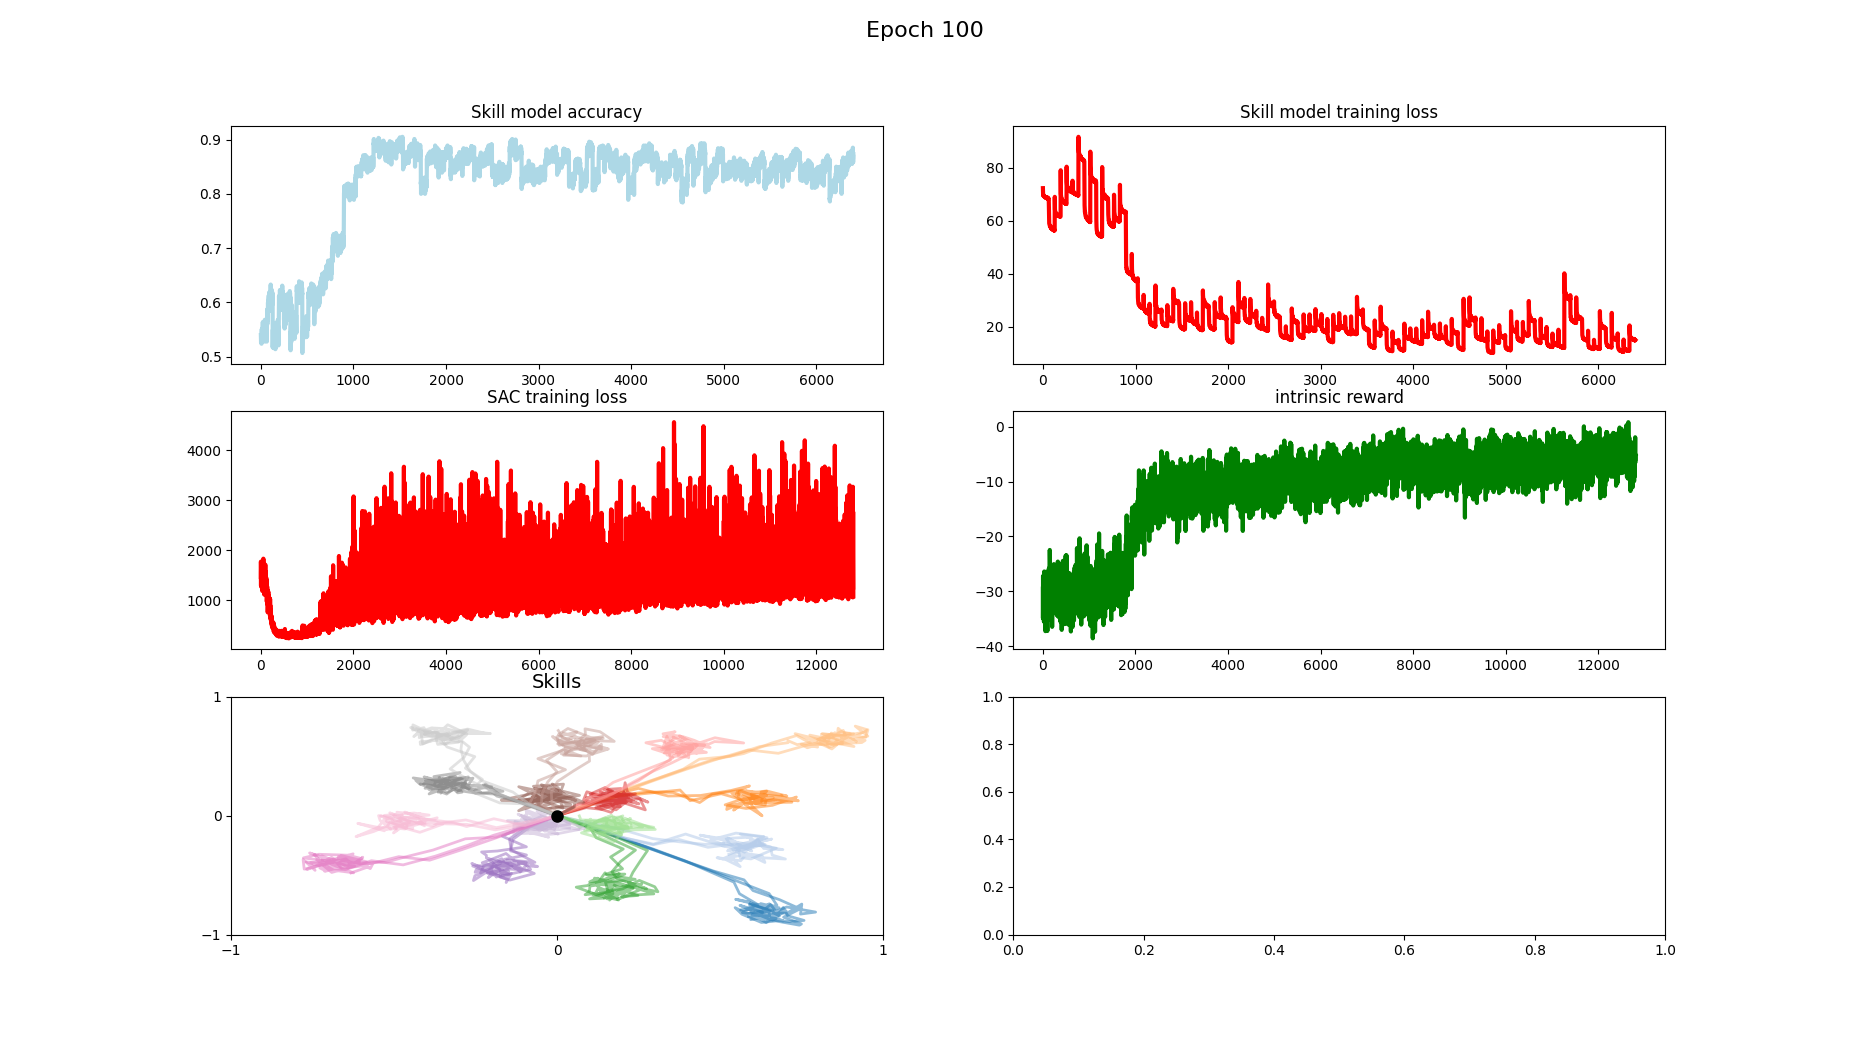 Epoch 100
Skill model accuracy
0.9
0.8
0.7
0.6
0.5
0 1000 2000 3000 4000 5000 6000
Skill model training loss
80
60
40
20
0 1000 2000 3000 4000 5000 6000
SAC training loss
4000
3000
2000
1000
0 2000 4000 6000 8000 10000 12000
intrinsic reward
0
−10
−20
−30
−40
0 2000 4000 6000 8000 10000 12000
Skills
1
0
−1
−1 0 1
1.0
0.8
0.6
0.4
0.2
0.0
0.0 0.2 0.4 0.6 0.8 1.0